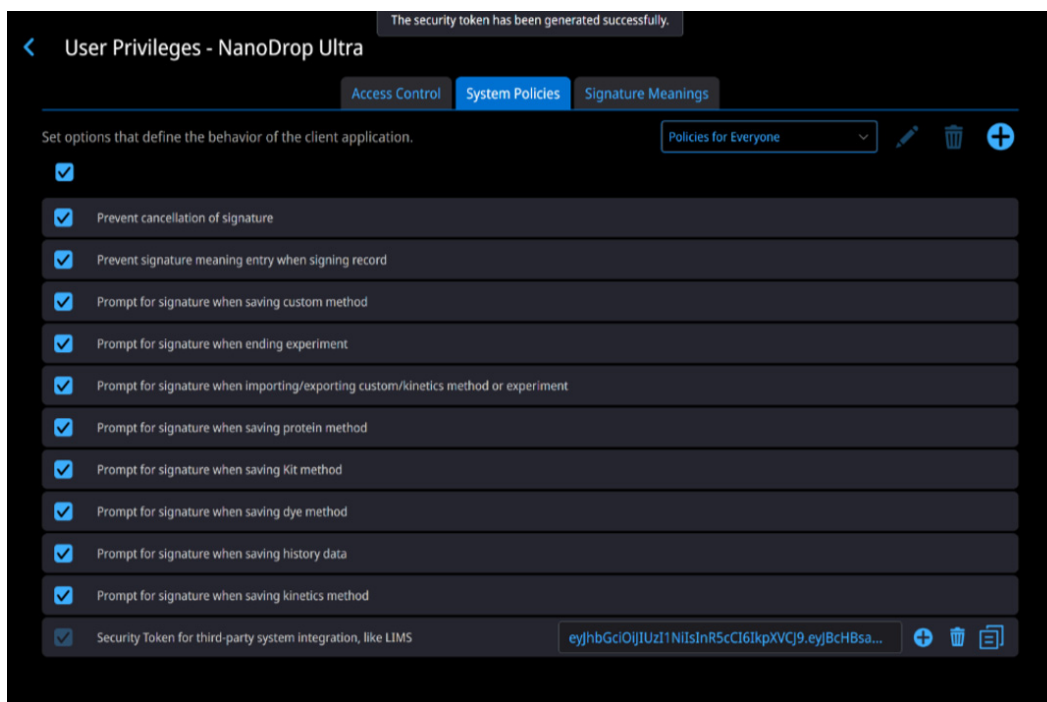 The security token has been generated successfully.
User Privileges - NanoDrop Ultra
Access Control
System Policies
Signature Meanings
Set options that define the behavior of the client application.
Policies for Everyone
Prevent cancellation of signature
Prevent signature meaning entry when signing record
Prompt for signature when saving custom method
Prompt for signature when ending experiment
Prompt for signature when importing/exporting custom/kinetics method or experiment
Prompt for signature when saving protein method
Prompt for signature when saving Kit method
Prompt for signature when saving dye method
Prompt for signature when saving history data
Prompt for signature when saving kinetics method
Security Token for third-party system integration, like LIMS
eyJhbGciOiJIUzI1NiIsInR5cCI6IkpXVCJ9.eyJBcHBsa...